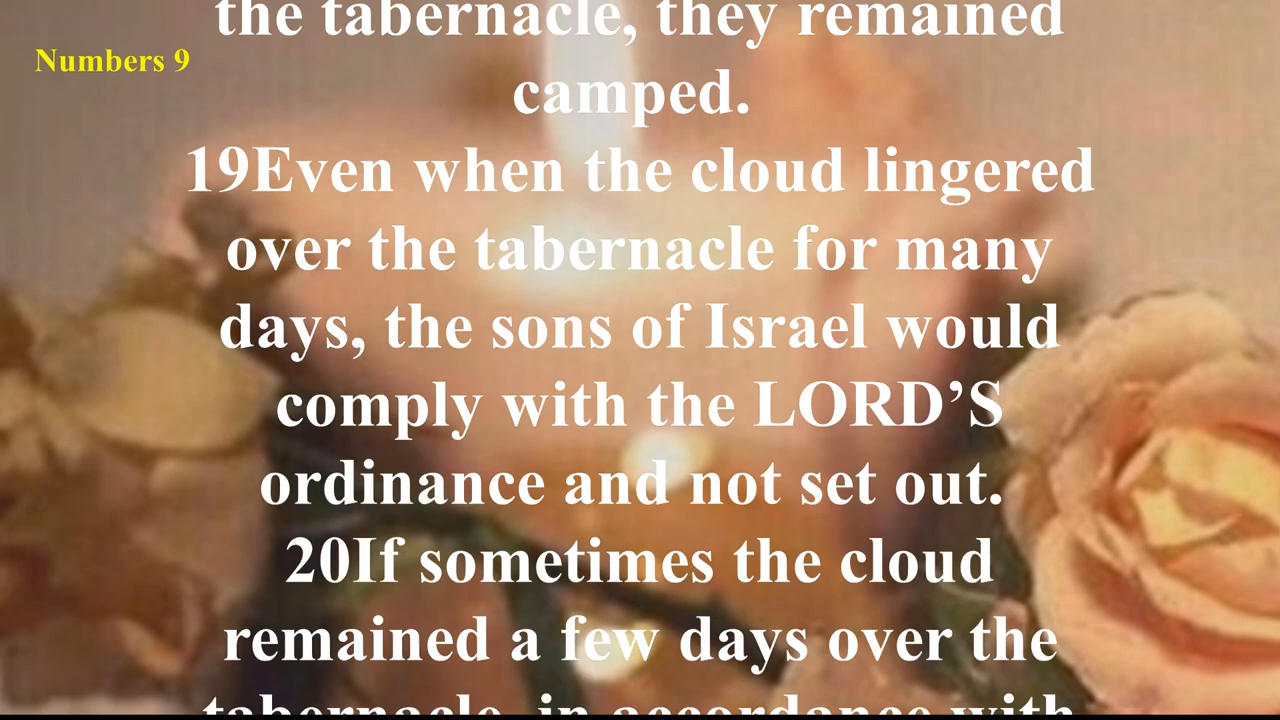 the tabernacle, they remained
Numbers 9
camped.
19Even when the cloud lingered
over the tabernacle for many
days, the sons of Israel would
comply with the LORD’S
ordinance and not set out.
20If sometimes the cloud
remained a few days over the
tabernacle, in accordance with